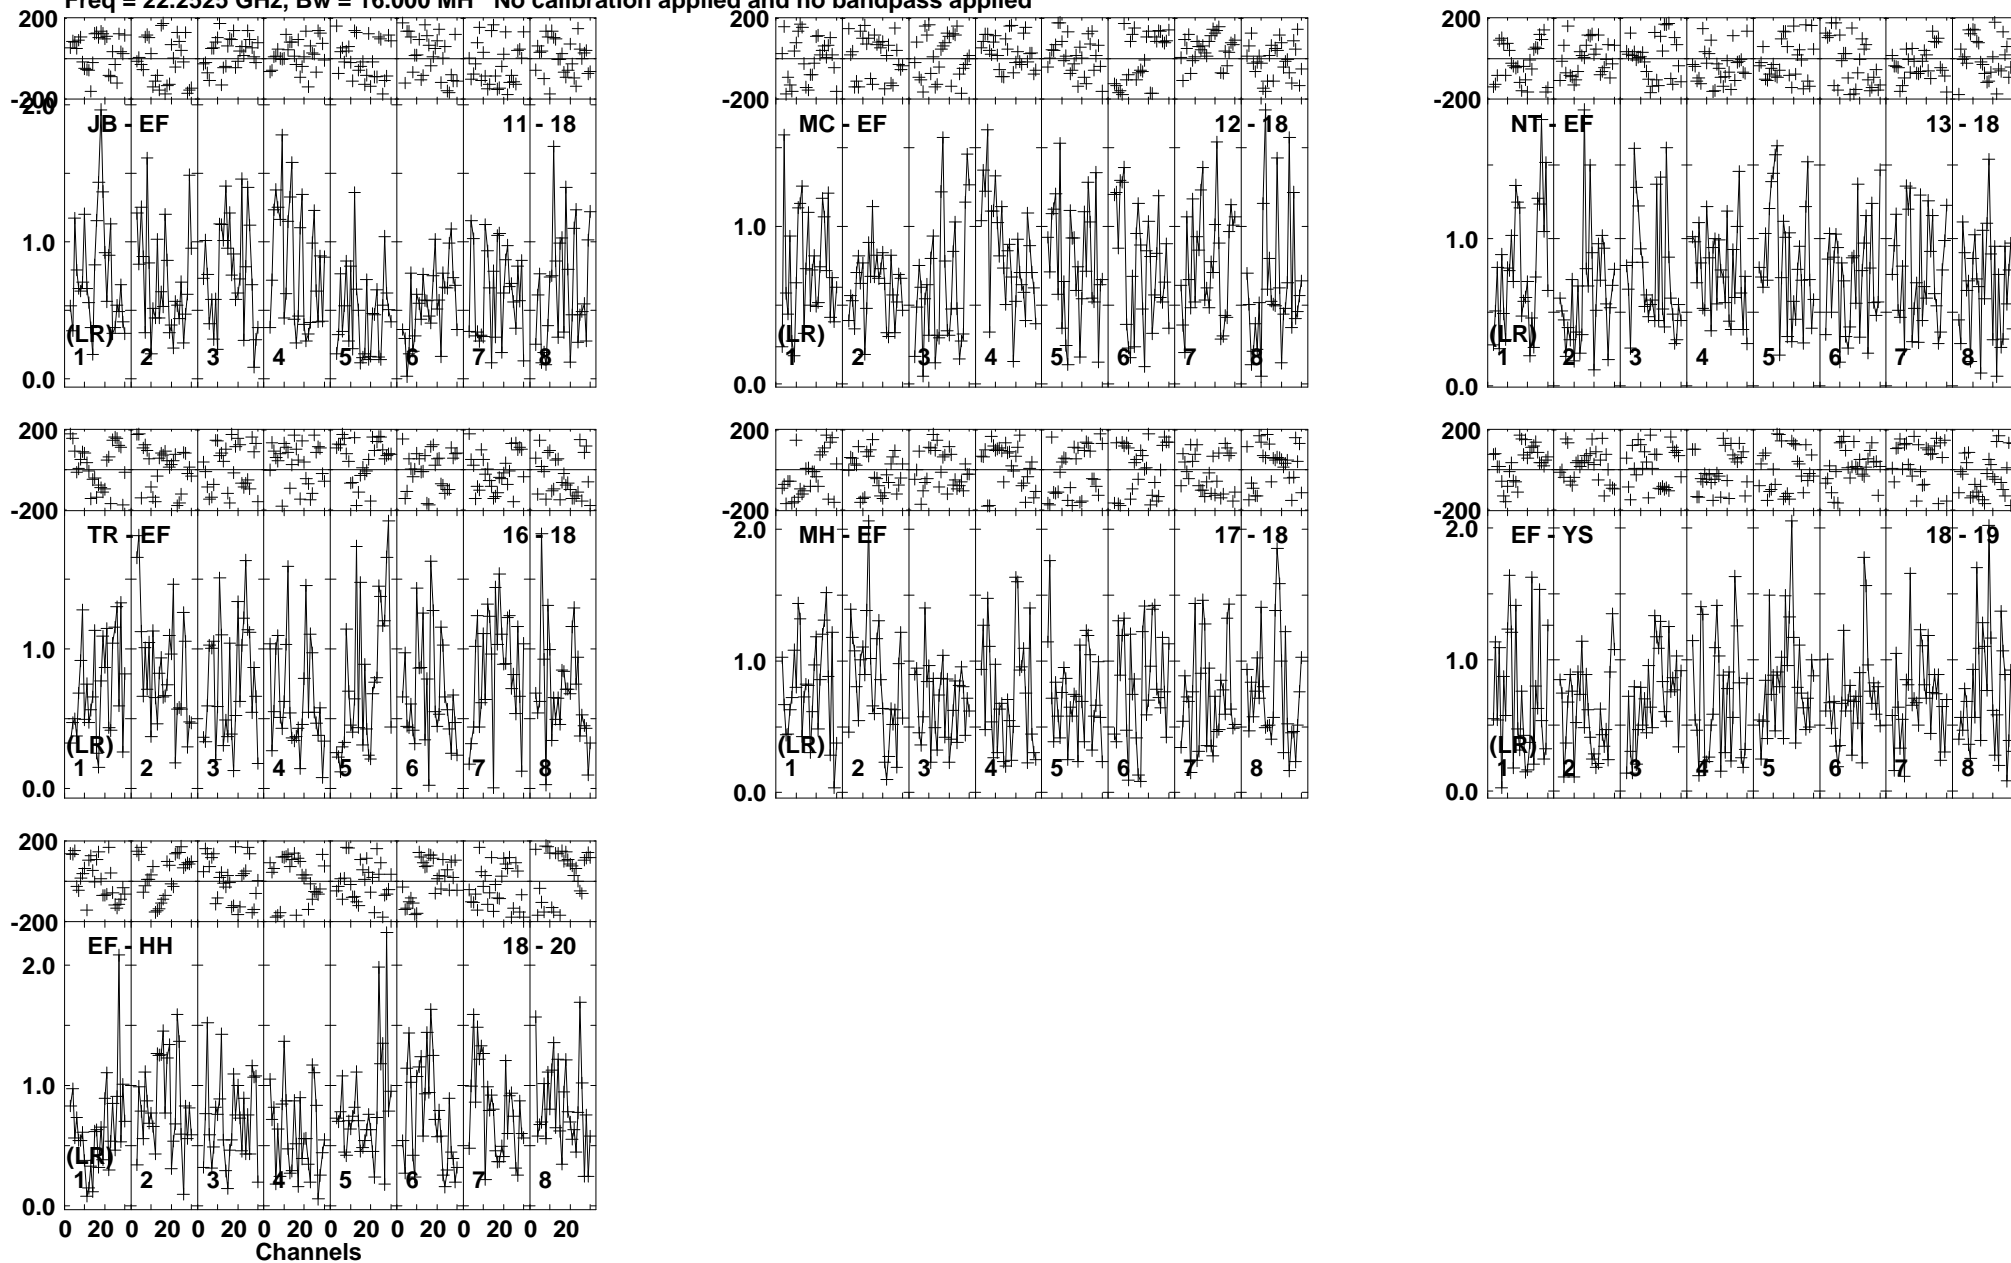 Freq = 22.2525 GHz, Bw = 16.000 MH No calibration applied and no bandpass applied
200
-200
2.0
1.0
0.0
JB - EF
11 - 18
(LR)
1 2 3 4 5 6 7 8
200
-200
1.0
0.0
MC - EF
12 - 18
(LR)
1 2 3 4 5 6 7 8
200
-200
1.0
0.0
NT - EF
13 - 18
(LR)
1 2 3 4 5 6 7 8
200
-200
1.0
0.0
TR - EF
16 - 18
(LR)
1 2 3 4 5 6 7 8
200
-200
2.0
1.0
0.0
MH - EF
17 - 18
(LR)
1 2 3 4 5 6 7 8
200
-200
2.0
1.0
0.0
EF - YS
18 - 19
(LR)
1 2 3 4 5 6 7 8
200
-200
2.0
1.0
0.0
EF - HH
18 - 20
(LR)
1 2 3 4 5 6 7 8
0 20 0 20 0 20 0 20 0 20 0 20 0 20 0 20
Channels